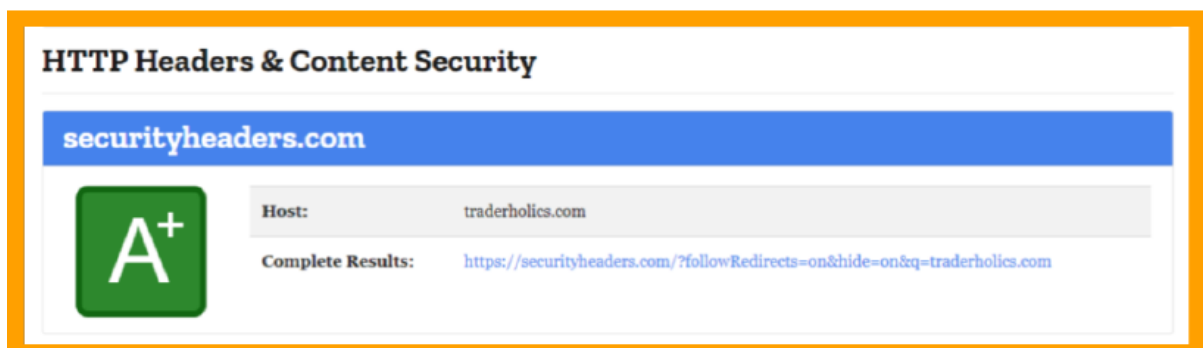 HTTP Headers & Content Security
securityheaders.com
A+
Host: traderholics.com
Complete Results: https://securityheaders.com/?followRedirects=on&hide=on&q=traderholics.com